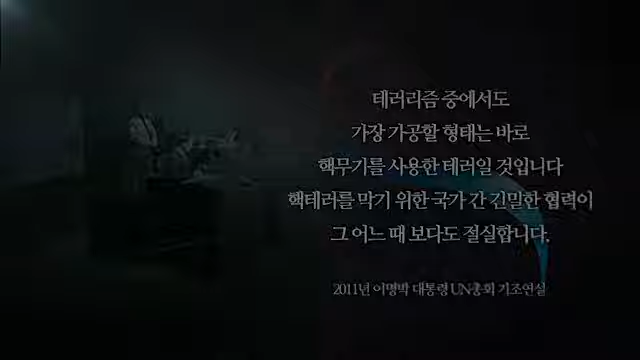 테러리즘 중에서도
가장 가공할 형태는 바로
핵무기를 사용한 테러일 것입니다
핵테러를 막기 위한 국가 간 긴밀한 협력이
그 어느 때 보다도 절실합니다.
2011년 이명박 대통령 UN총회 기조연설